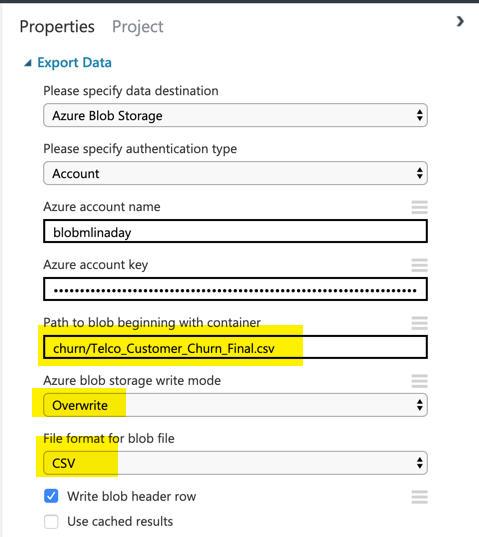 Properties Project
Export Data
Please specify data destination
Azure Blob Storage
Please specify authentication type
Account
Azure account name
blobmlinaday
Azure account key
Path to blob beginning with container
churn/Telco_Customer_Churn_Final.csv
Azure blob storage write mode
Overwrite
File format for blob file
CSV
Write blob header row
Use cached results